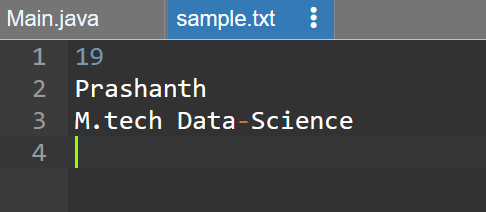 Main.java sample.txt
1 19
2 Prashanth
3 M.tech Data-Science
4